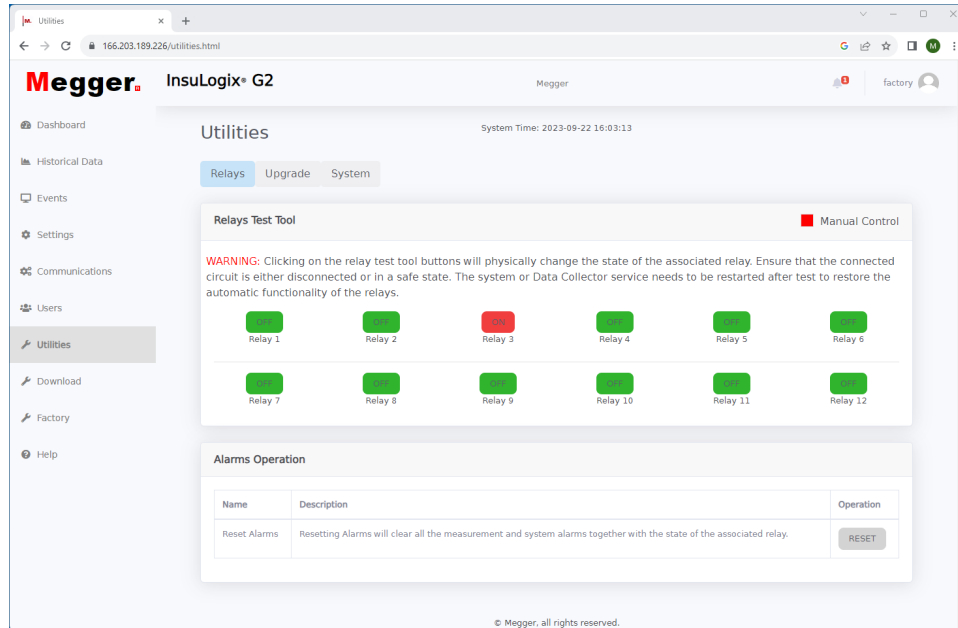 M. Utilities × +
166.203.189.226/utilities.html G M
Megger.
InsuLogix® G2
Megger
1
factory
Dashboard
Historical Data
Events
Settings
Communications
Users
Utilities
Download
Factory
Help
Utilities
System Time: 2023-09-22 16:03:13
Relays Upgrade System
Relays Test Tool
Manual Control
WARNING: Clicking on the relay test tool buttons will physically change the state of the associated relay. Ensure that the connected
circuit is either disconnected or in a safe state. The system or Data Collector service needs to be restarted after test to restore the
automatic functionality of the relays.
OFF OFF ON OFF OFF OFF
Relay 1 Relay 2 Relay 3 Relay 4 Relay 5 Relay 6
OFF OFF OFF OFF OFF OFF
Relay 7 Relay 8 Relay 9 Relay 10 Relay 11 Relay 12
Alarms Operation
Name Description Operation
Reset Alarms Resetting Alarms will clear all the measurement and system alarms together with the state of the associated relay. RESET
© Megger, all rights reserved.